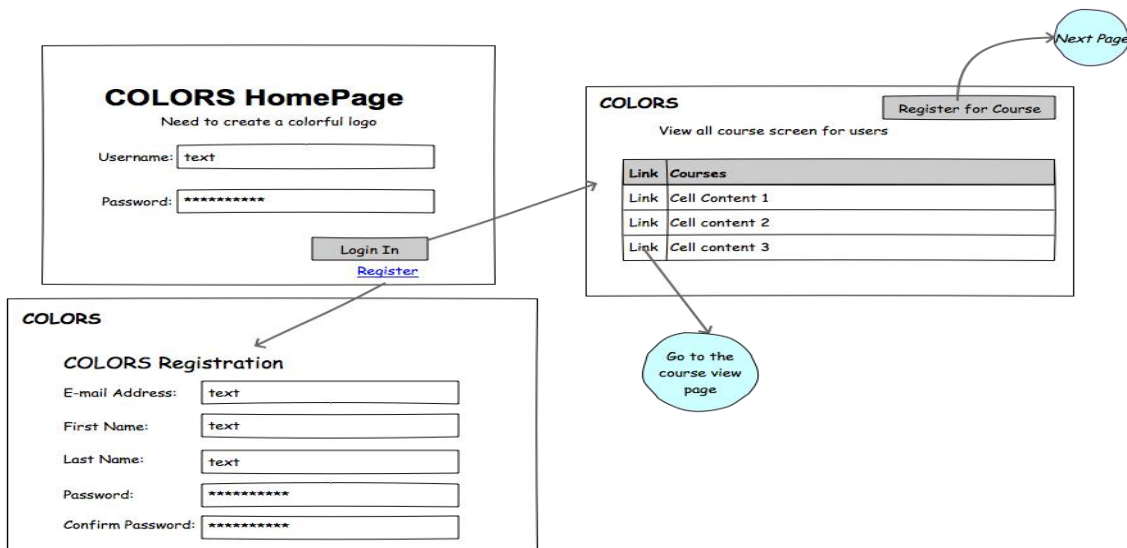 COLORS HomePage
Need to create a colorful logo
Username: text
Password: **********
Login In
Register
COLORS
COLORS Registration
E-mail Address: text
First Name: text
Last Name: text
Password: **********
Confirm Password: **********
Next Page
COLORS
Register for Course
View all course screen for users
Link Courses
Link Cell Content 1
Link Cell content 2
Link Cell content 3
Go to the
course view
page